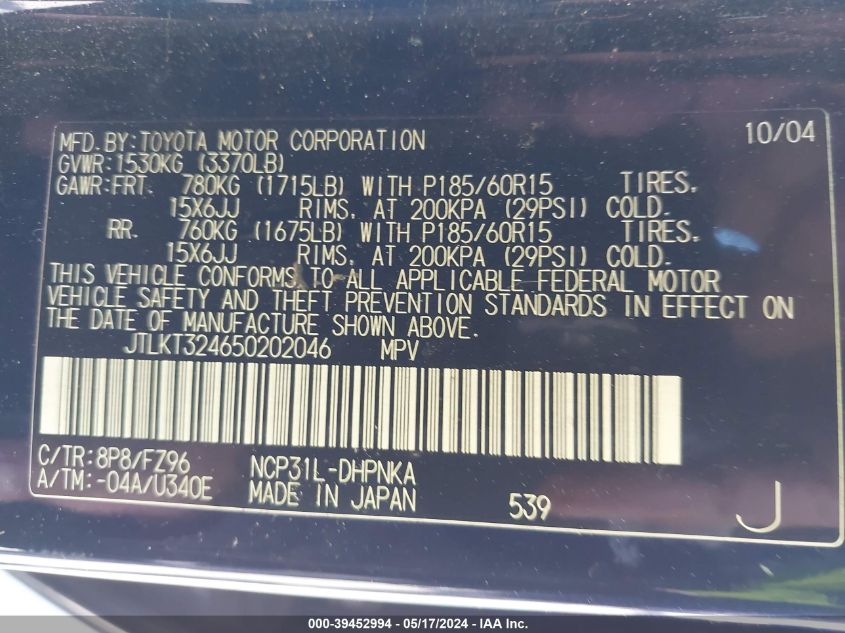 MFD.BY:TOYOTA MOTOR CORPORATION 10/04
GVWR:1530KG (3370LB)
GAWR:FRT. 780KG (1715LB) WITH P185/60R15 TIRES,
15X6JJ RIMS, AT 200KPA (29PSI) COLD.
RR. 760KG (1675LB) WITH P185/60R15 TIRES,
15X6JJ RIMS, AT 200KPA (29PSI) COLD.
THIS VEHICLE CONFORMS TO ALL APPLICABLE FEDERAL MOTOR
VEHICLE SAFETY AND THEFT PREVENTION STANDARDS IN EFFECT ON
THE DATE OF MANUFACTURE SHOWN ABOVE.
JTLKT324650202046 MPV
C/TR:8P8/FZ96 NCP31L-DHPNKA
A/TM:-04A/U340E MADE IN JAPAN 539 J
000-39452994 - 05/17/2024 - IAA Inc.